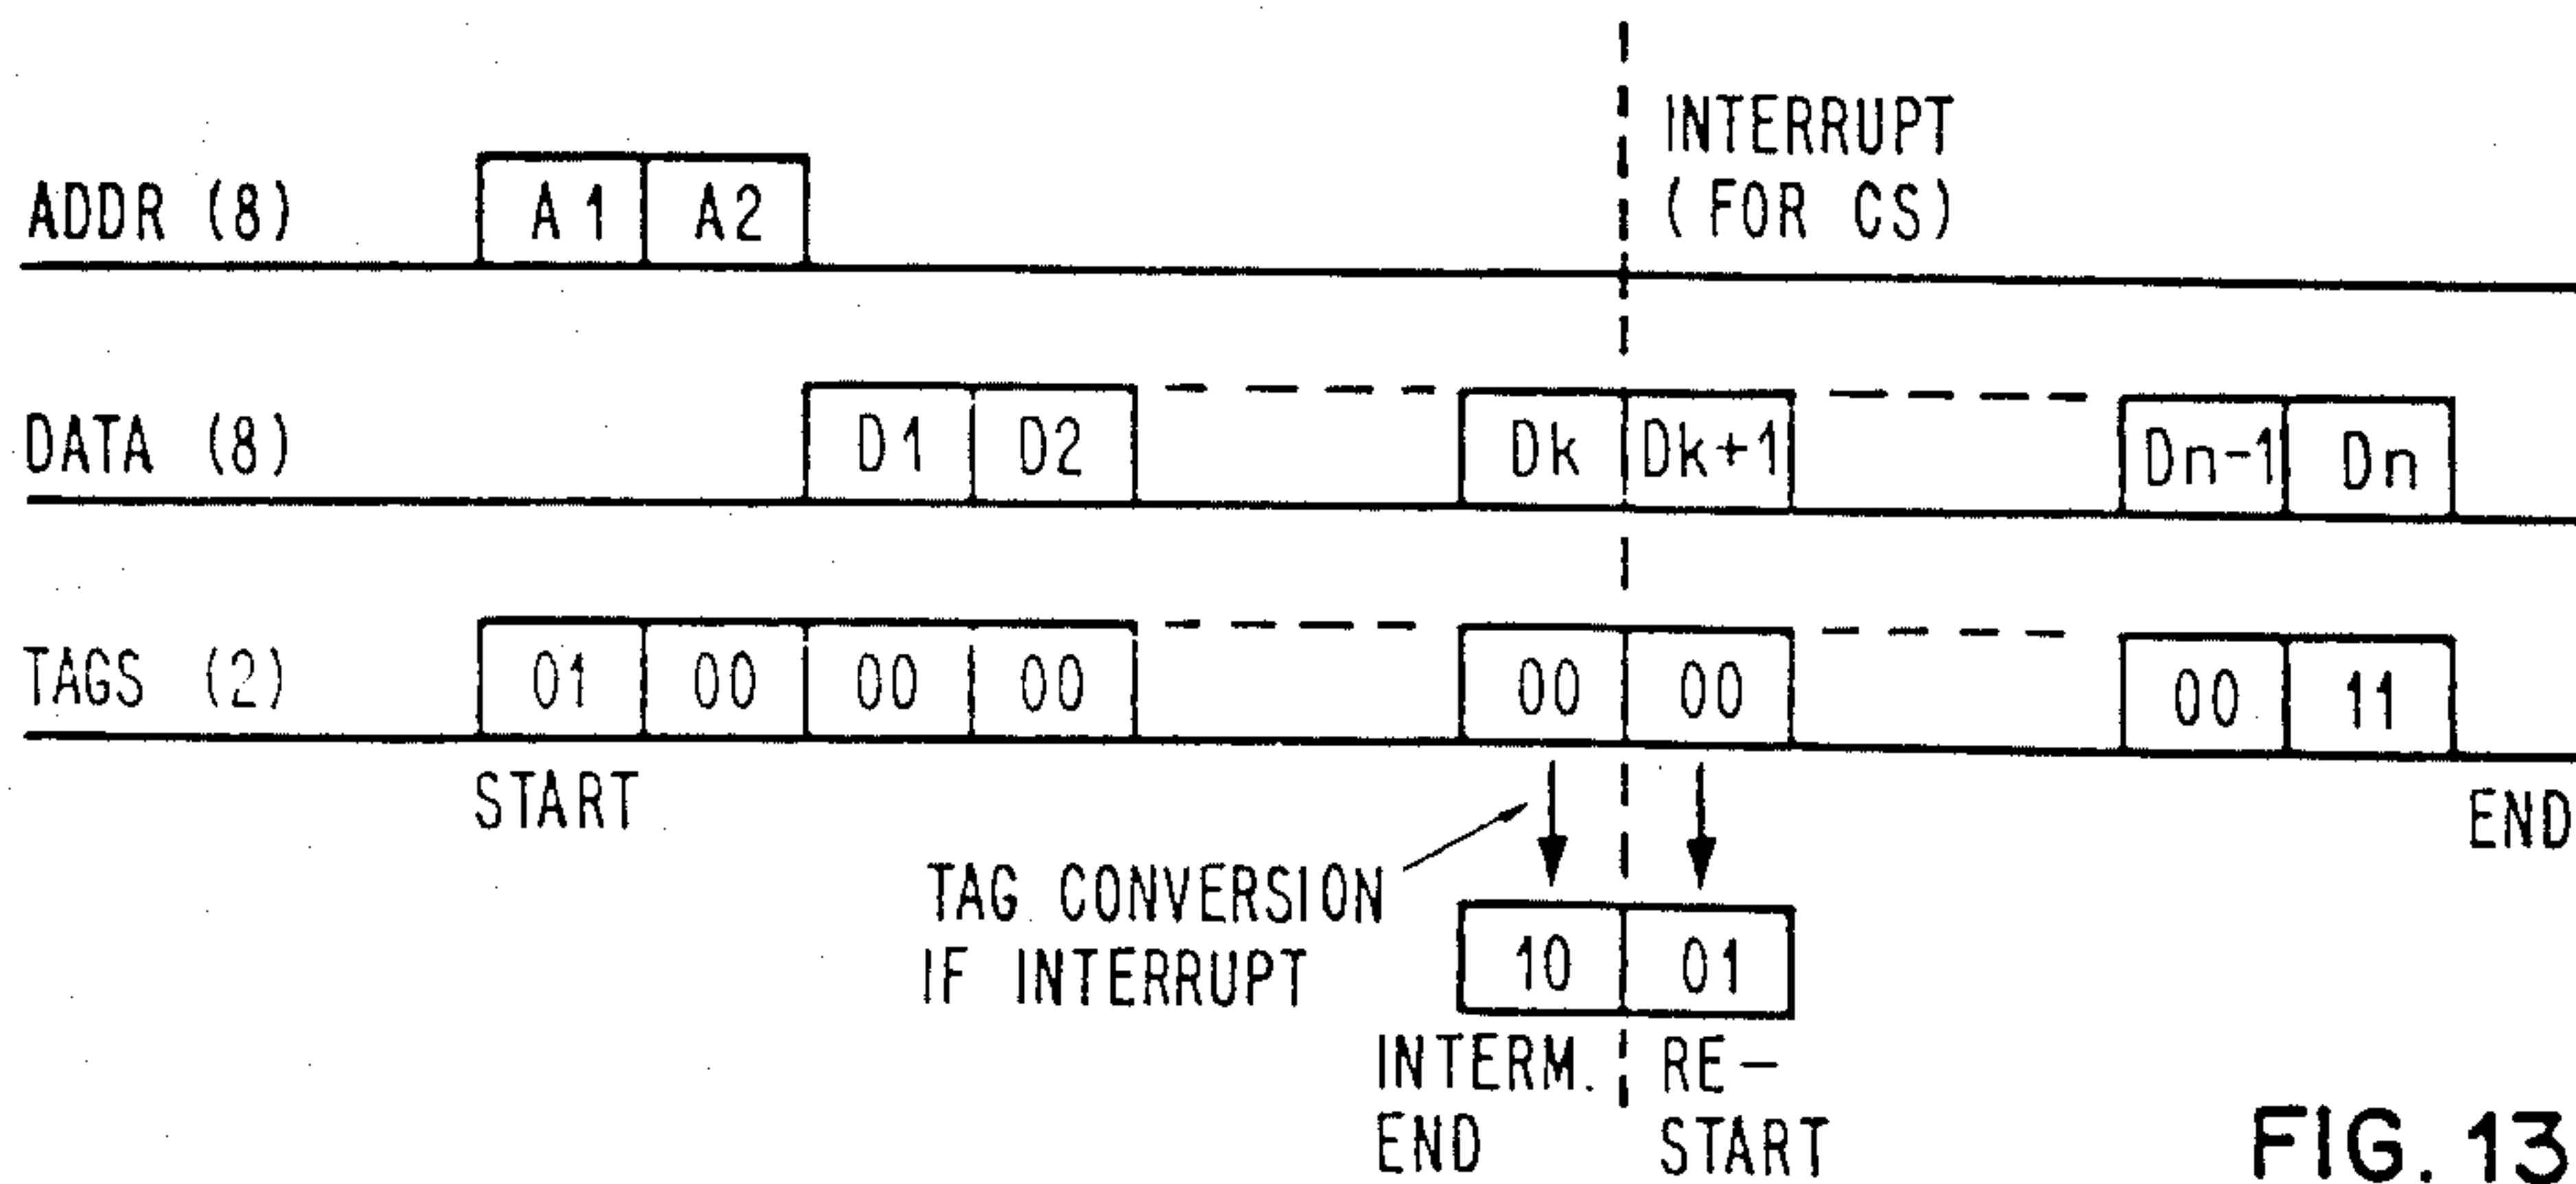 INTERRUPT
(FOR CS)
ADDR (8)
A1 A2
DATA (8)
D1 D2 Dk Dk+1 Dn-1 Dn
TAGS (2)
01 00 00 00 00 00 00 11
START
END
TAG CONVERSION
IF INTERRUPT
10 01
INTERM.
END
RE-
START
FIG. 13